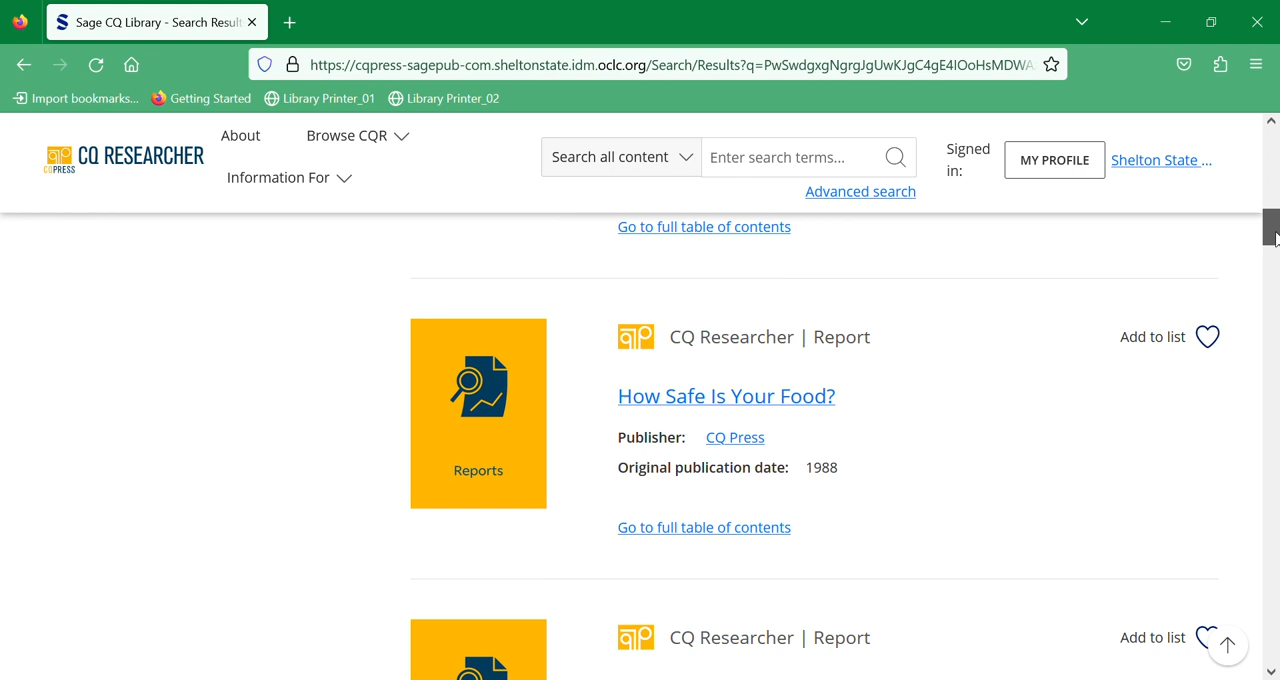 Sage CQ Library - Search Result
https://cqpress-sagepub-com.sheltonstate.idm.oclc.org/Search/Results?q=PwSwdgxgNgrgJgUwKJgC4gE4IOoHsMDWA
Import bookmarks... Getting Started Library Printer_01 Library Printer_02
About Browse CQR
CQ RESEARCHER
CQPRESS
Information For
Search all content Enter search terms...
Advanced search
Signed in: MY PROFILE Shelton State ...
Go to full table of contents
CQ Researcher | Report Add to list
How Safe Is Your Food?
Publisher: CQ Press
Original publication date: 1988
Reports
Go to full table of contents
CQ Researcher | Report Add to list